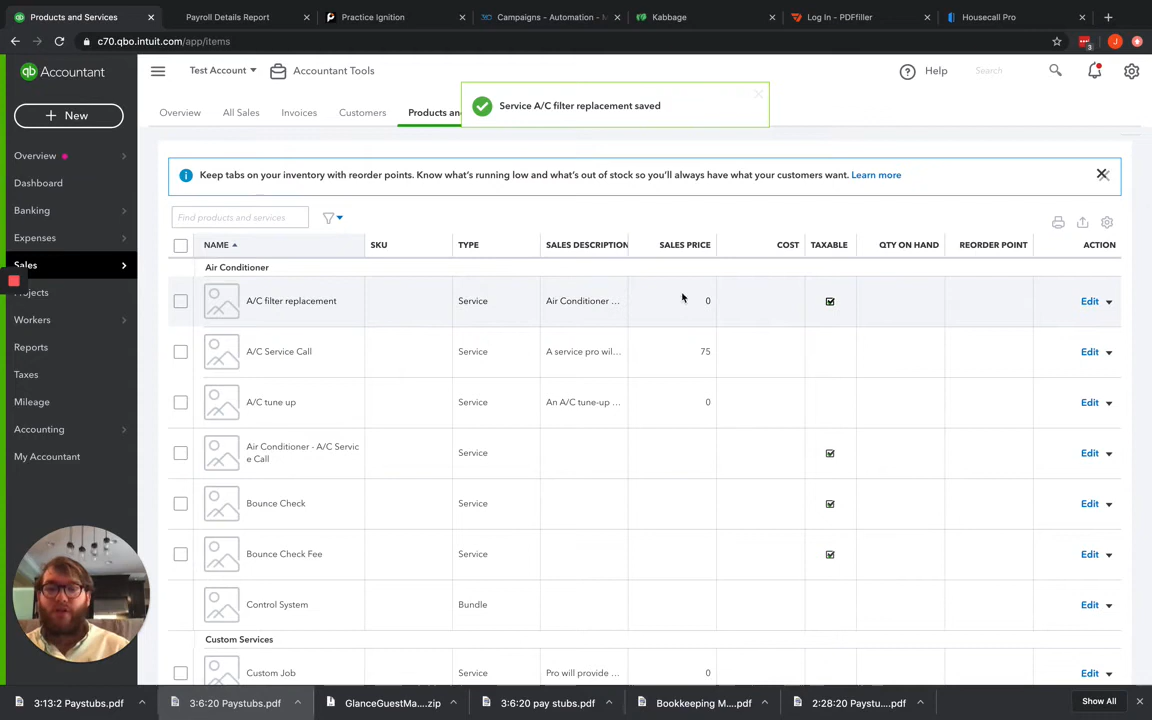 Products and Services
Payroll Details Report
Practice Ignition
Campaigns - Automation - M
Kabbage
Log In - PDFfiller
Housecall Pro
c70.qbo.intuit.com/app/items
3
J
qb Accountant
Test Account
Accountant Tools
Help
Search
+ New
Service A/C filter replacement saved
Overview
All Sales
Invoices
Customers
Products an
Overview
Dashboard
Banking
Expenses
Sales
ojects
Workers
Reports
Taxes
Mileage
Accounting
My Accountant
Keep tabs on your inventory with reorder points. Know what's running low and what's out of stock so you'll always have what your customers want. Learn more
Find products and services
NAME SKU TYPE SALES DESCRIPTION SALES PRICE COST TAXABLE QTY ON HAND REORDER POINT ACTION
Air Conditioner
A/C filter replacement Service Air Conditioner ... 0 Edit
A/C Service Call Service A service pro wil... 75 Edit
A/C tune up Service An A/C tune-up ... 0 Edit
Air Conditioner - A/C Servic
e Call Service Edit
Bounce Check Service Edit
Bounce Check Fee Service Edit
Control System Bundle Edit
Custom Services
Custom Job Service Pro will provide ... 0 Edit
3:13:2 Paystubs.pdf
3:6:20 Paystubs.pdf
GlanceGuestMa....zip
3:6:20 pay stubs.pdf
Bookkeeping M....pdf
2:28:20 Paystu....pdf
Show All